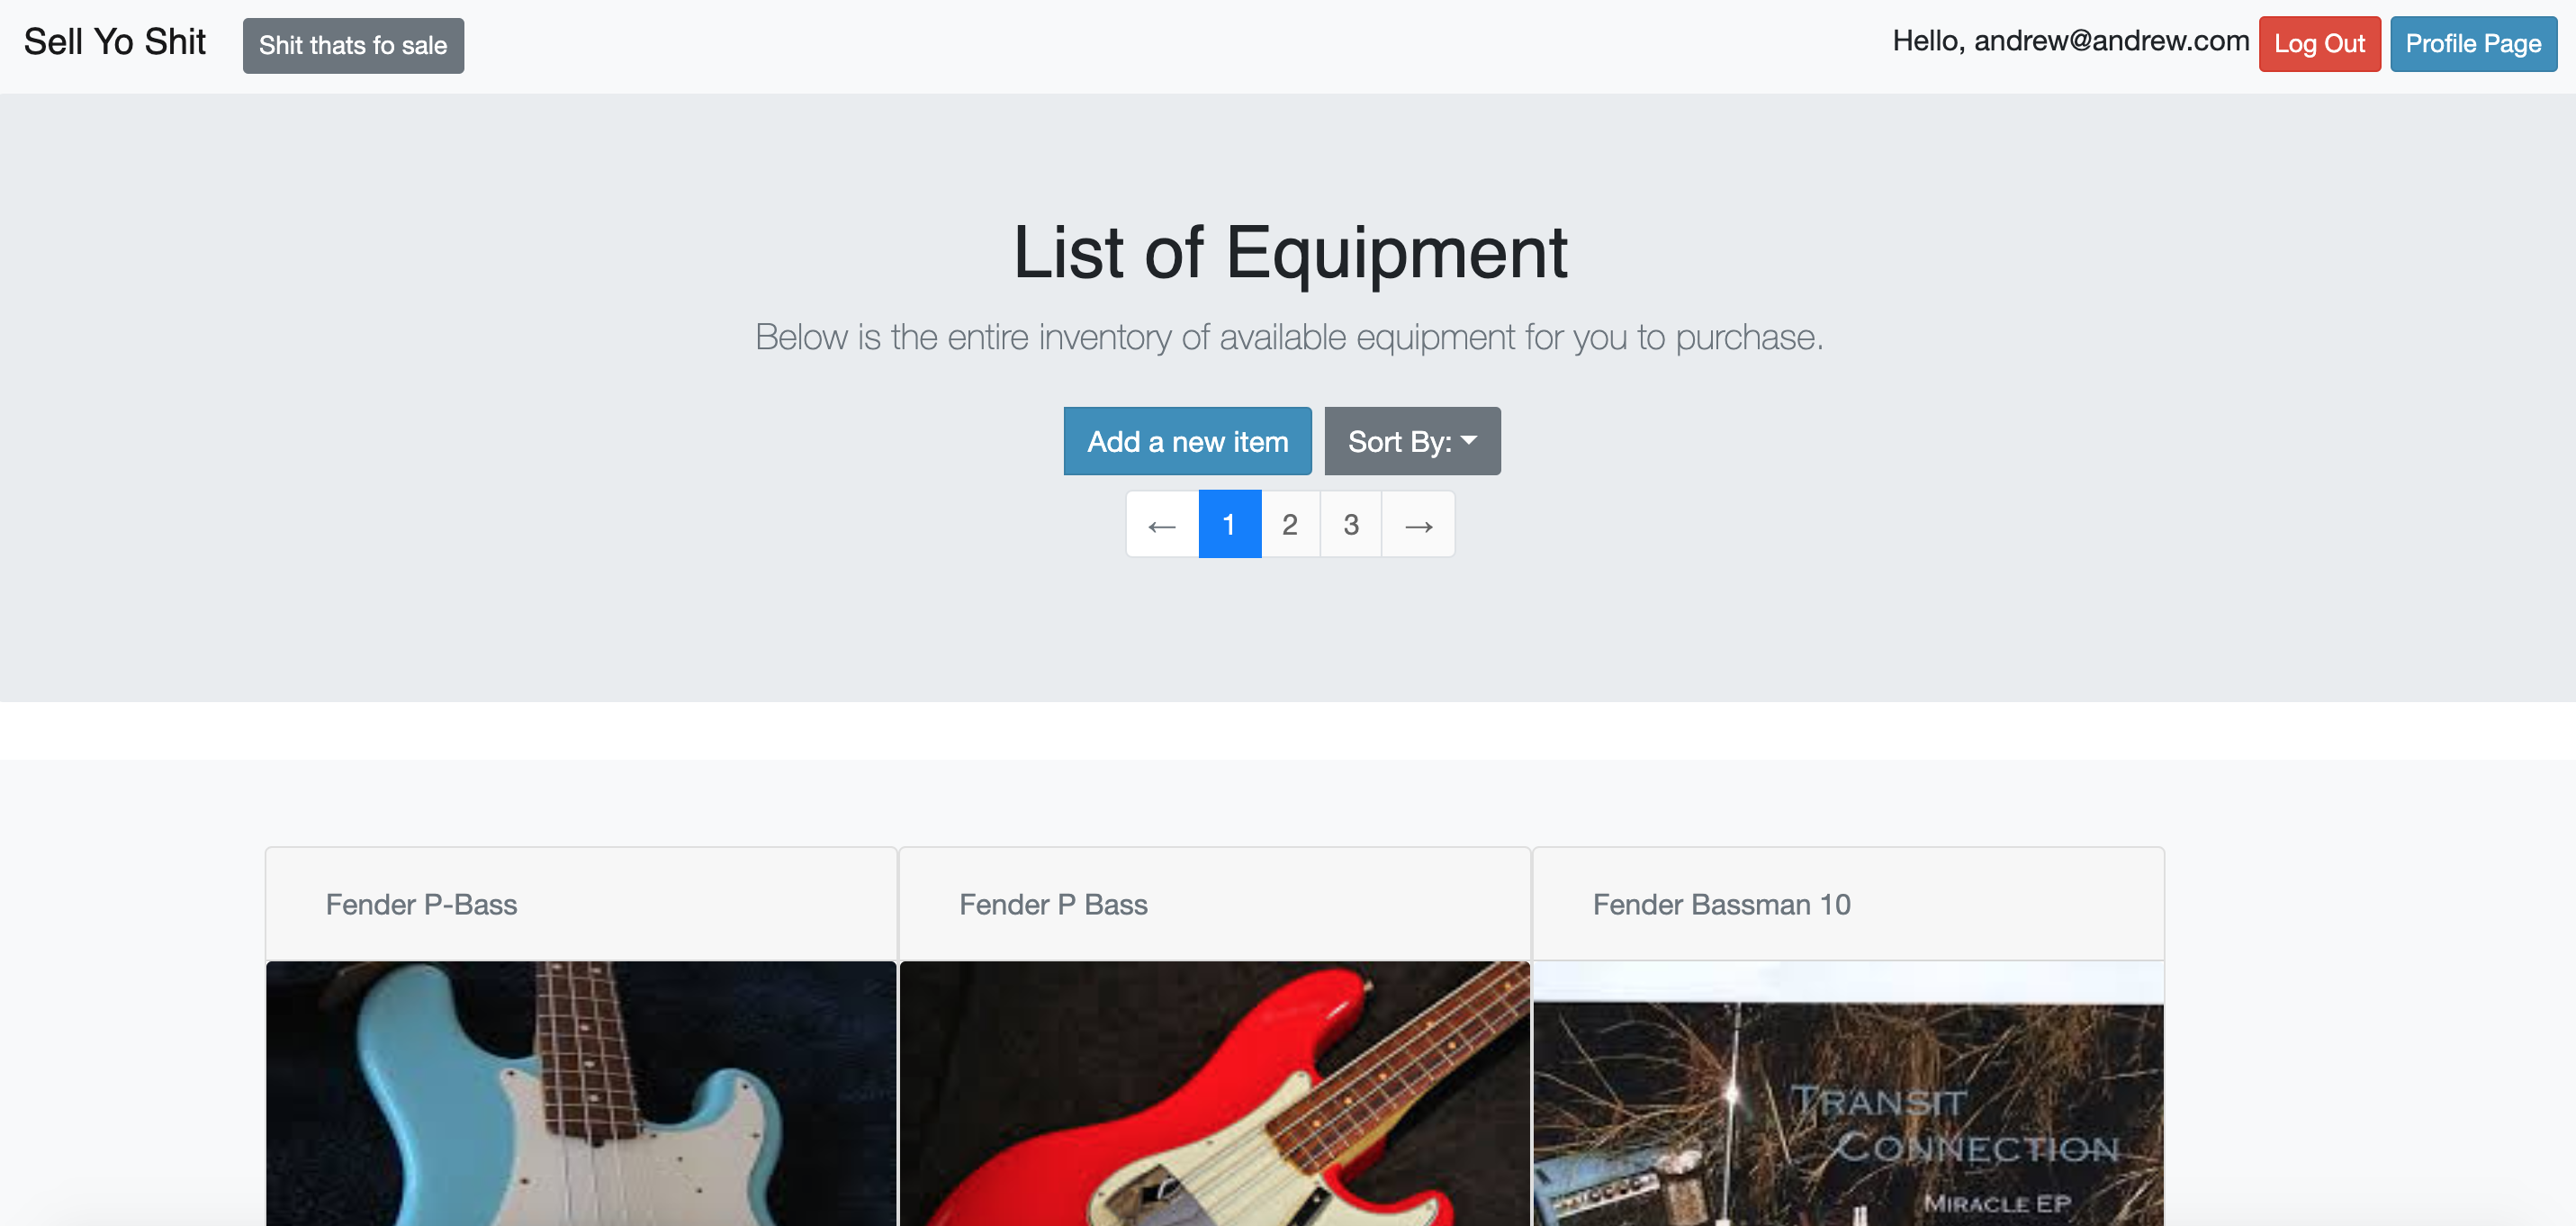 Sell Yo Shit
Shit thats fo sale
Hello, andrew@andrew.com
Log Out
Profile Page
List of Equipment
Below is the entire inventory of available equipment for you to purchase.
Add a new item
Sort By:
← 1 2 3 →
Fender P-Bass
Fender P Bass
Fender Bassman 10
TRANSIT
CONNECTION
MIRACLE EP